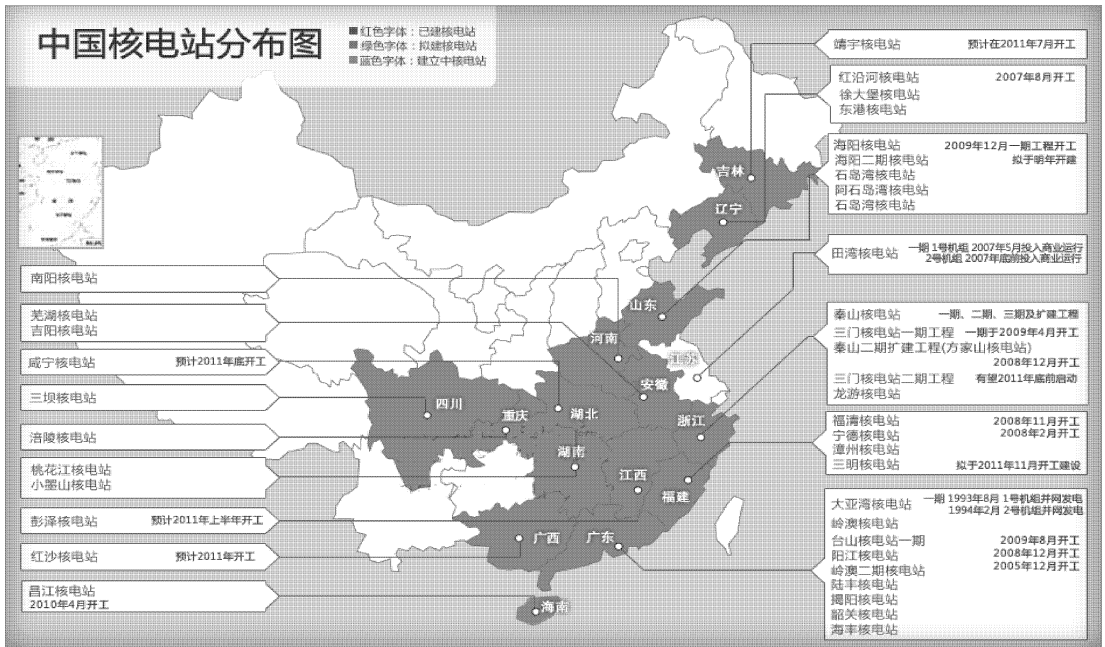 中国核电站分布图
红色字体：已建核电站
绿色字体：拟建核电站
蓝色字体：建立中核电站
靖宇核电站 预计在2011年7月开工
红沿河核电站 2007年8月开工
徐大堡核电站
东港核电站
海阳核电站 2009年12月一期工程开工
海阳二期核电站 拟于明年开建
石岛湾核电站
阿石岛湾核电站
石岛湾核电站
田湾核电站 一期 1号机组 2007年5月投入商业运行
2号机组 2007年底前投入商业运行
秦山核电站 一期、二期、三期及扩建工程
三门核电站一期工程 一期于2009年4月开工
秦山二期扩建工程(方家山核电站)
2008年12月开工
三门核电站二期工程 有望2011年底前启动
龙游核电站
福清核电站 2008年11月开工
宁德核电站 2008年2月开工
漳州核电站
三明核电站 拟于2011年11月开工建设
大亚湾核电站 一期 1993年8月 1号机组并网发电
1994年2月 2号机组并网发电
岭澳核电站
台山核电站一期 2009年8月开工
阳江核电站 2008年12月开工
岭澳二期核电站 2005年12月开工
陆丰核电站
揭阳核电站
韶关核电站
海丰核电站
南阳核电站
芜湖核电站
吉阳核电站
咸宁核电站 预计2011年底开工
三坝核电站
涪陵核电站
桃花江核电站
小墨山核电站
彭泽核电站 预计2011年上半年开工
红沙核电站 预计2011年开工
昌江核电站
2010年4月开工
吉林
辽宁
山东
河南
江苏
安徽
四川
重庆
湖北
浙江
湖南
江西
福建
广西
广东
海南